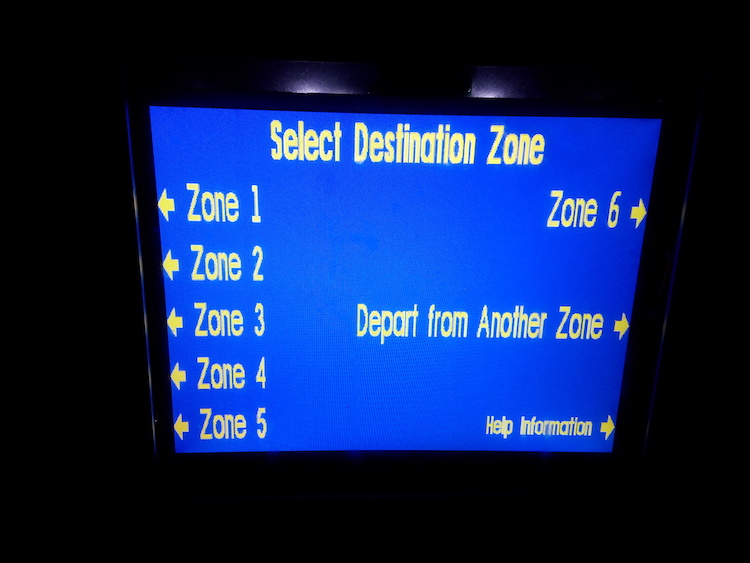 Select Destination Zone
Zone 1
Zone 6
Zone 2
Zone 3
Depart from Another Zone
Zone 4
Zone 5
Help Information